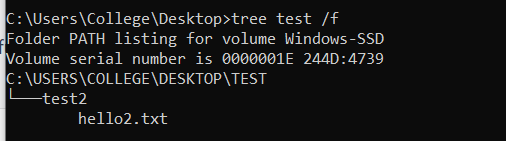 C:\Users\College\Desktop>tree test /f
Folder PATH listing for volume Windows-SSD
Volume serial number is 0000001E 244D:4739
C:\USERS\COLLEGE\DESKTOP\TEST
└───test2
        hello2.txt